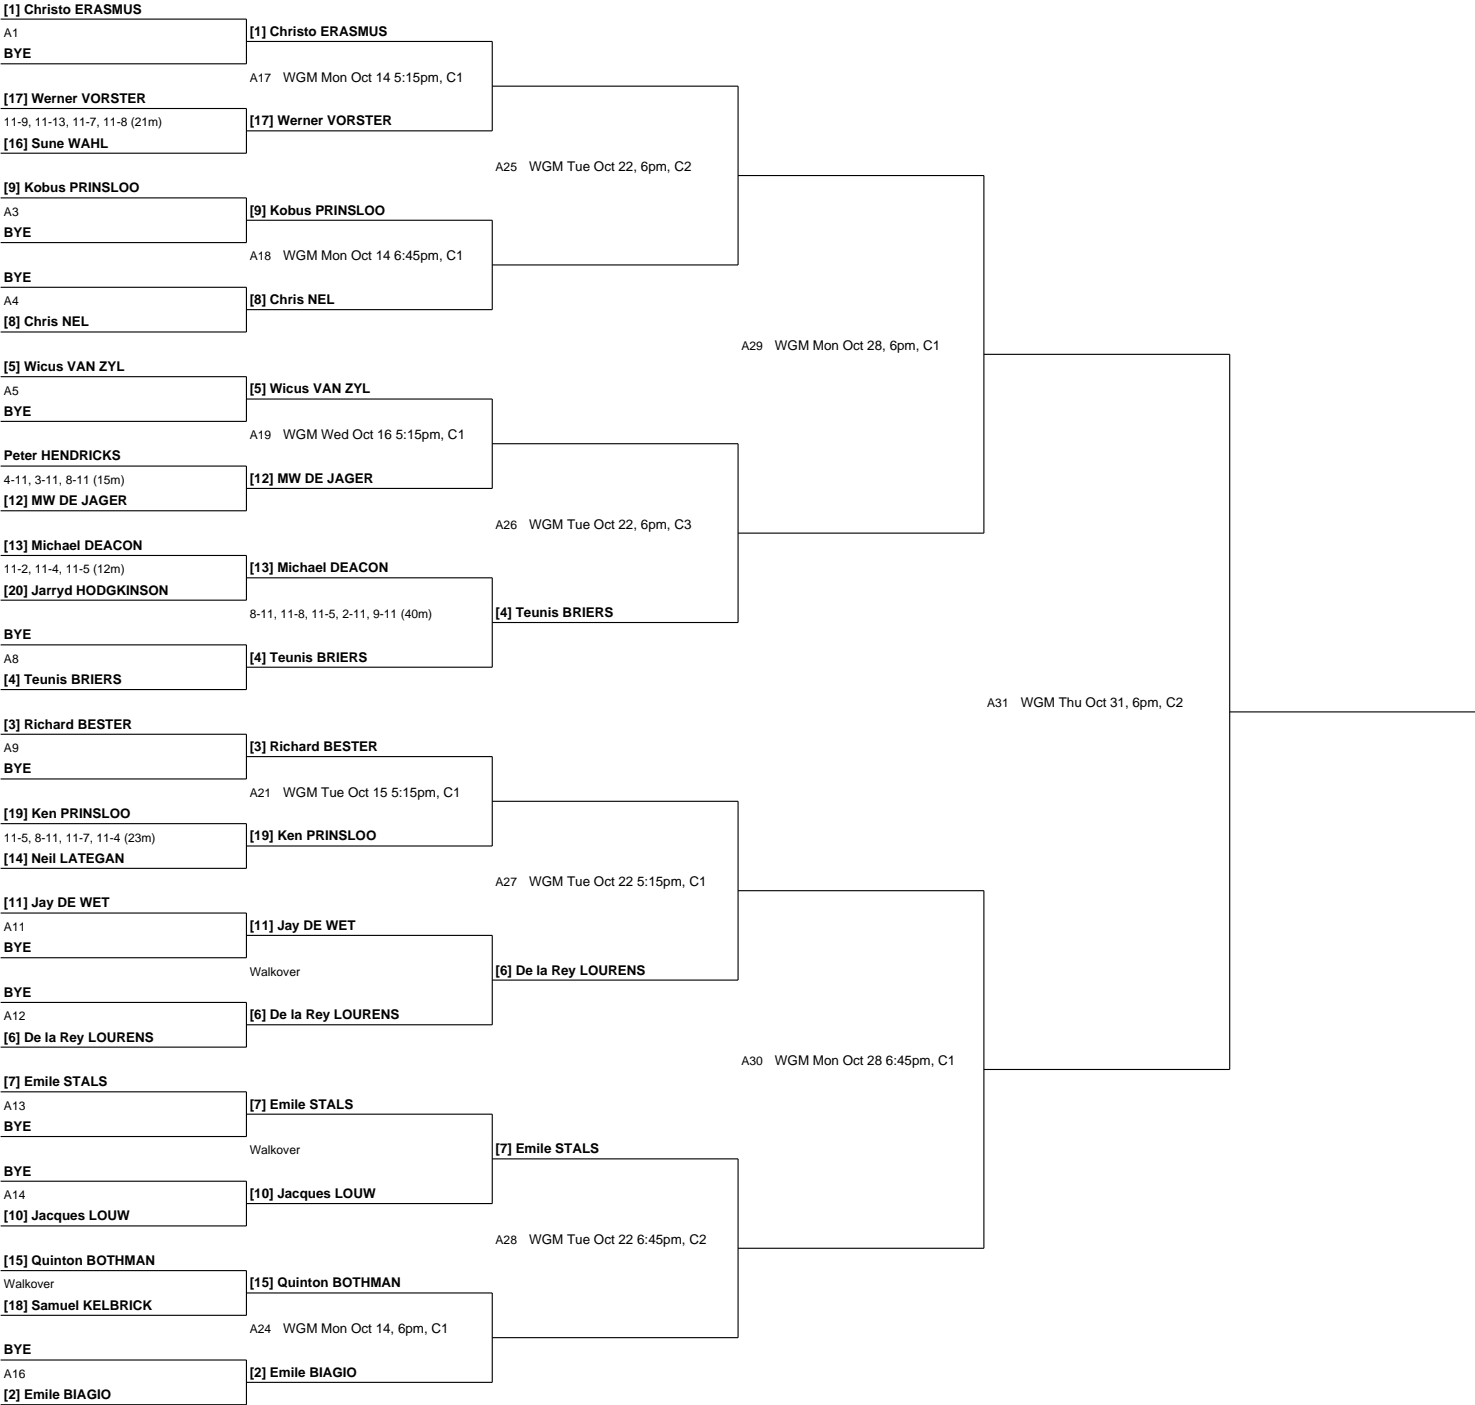 [1] Christo ERASMUS
A1
BYE
[17] Werner VORSTER
11-9, 11-13, 11-7, 11-8 (21m)
[16] Sune WAHL
[9] Kobus PRINSLOO
A3
BYE
BYE
A4
[8] Chris NEL
[5] Wicus VAN ZYL
A5
BYE
Peter HENDRICKS
4-11, 3-11, 8-11 (15m)
[12] MW DE JAGER
[13] Michael DEACON
11-2, 11-4, 11-5 (12m)
[20] Jarryd HODGKINSON
BYE
A8
[4] Teunis BRIERS
[3] Richard BESTER
A9
BYE
[19] Ken PRINSLOO
11-5, 8-11, 11-7, 11-4 (23m)
[14] Neil LATEGAN
[11] Jay DE WET
A11
BYE
BYE
A12
[6] De la Rey LOURENS
[7] Emile STALS
A13
BYE
BYE
A14
[10] Jacques LOUW
[15] Quinton BOTHMAN
Walkover
[18] Samuel KELBRICK
BYE
A16
[2] Emile BIAGIO
[1] Christo ERASMUS
A17 WGM Mon Oct 14 5:15pm, C1
[17] Werner VORSTER
[9] Kobus PRINSLOO
A18 WGM Mon Oct 14 6:45pm, C1
[8] Chris NEL
[5] Wicus VAN ZYL
A19 WGM Wed Oct 16 5:15pm, C1
[12] MW DE JAGER
[13] Michael DEACON
8-11, 11-8, 11-5, 2-11, 9-11 (40m)
[4] Teunis BRIERS
[3] Richard BESTER
A21 WGM Tue Oct 15 5:15pm, C1
[19] Ken PRINSLOO
[11] Jay DE WET
Walkover
[6] De la Rey LOURENS
[7] Emile STALS
Walkover
[10] Jacques LOUW
[15] Quinton BOTHMAN
A24 WGM Mon Oct 14, 6pm, C1
[2] Emile BIAGIO
A25 WGM Tue Oct 22, 6pm, C2
A26 WGM Tue Oct 22, 6pm, C3
[4] Teunis BRIERS
A27 WGM Tue Oct 22 5:15pm, C1
[6] De la Rey LOURENS
[7] Emile STALS
A28 WGM Tue Oct 22 6:45pm, C2
A29 WGM Mon Oct 28, 6pm, C1
A30 WGM Mon Oct 28 6:45pm, C1
A31 WGM Thu Oct 31, 6pm, C2